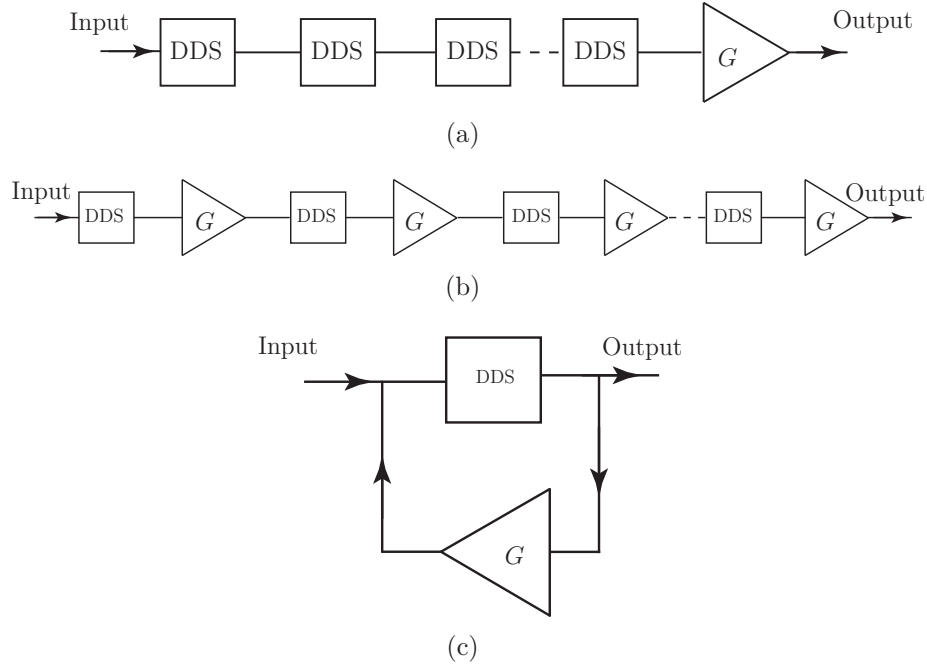 Input DDS DDS DDS DDS G Output
(a)
Input DDS G DDS G DDS G DDS G Output
(b)
Input DDS Output
G
(c)